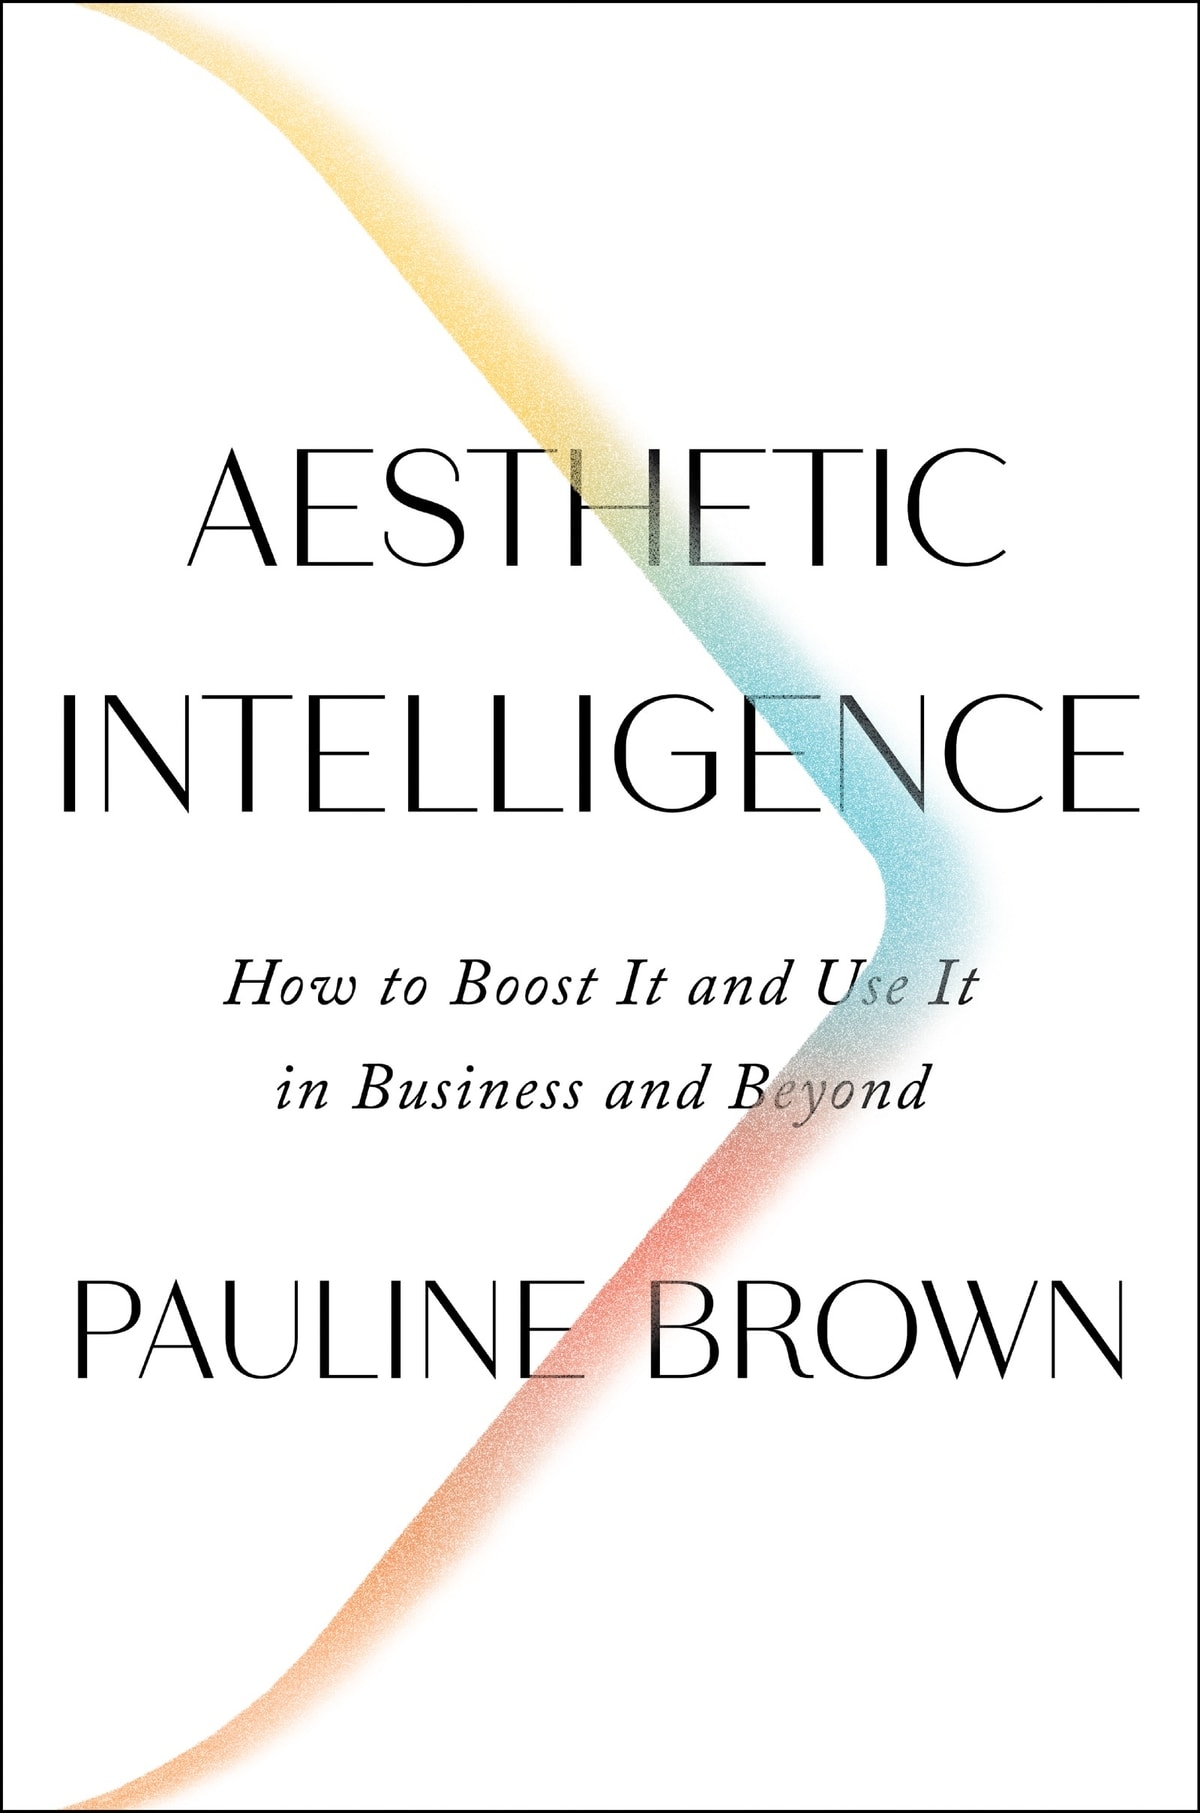 AESTHETIC
INTELLIGENCE
How to Boost It and Use It
in Business and Beyond
PAULINE BROWN